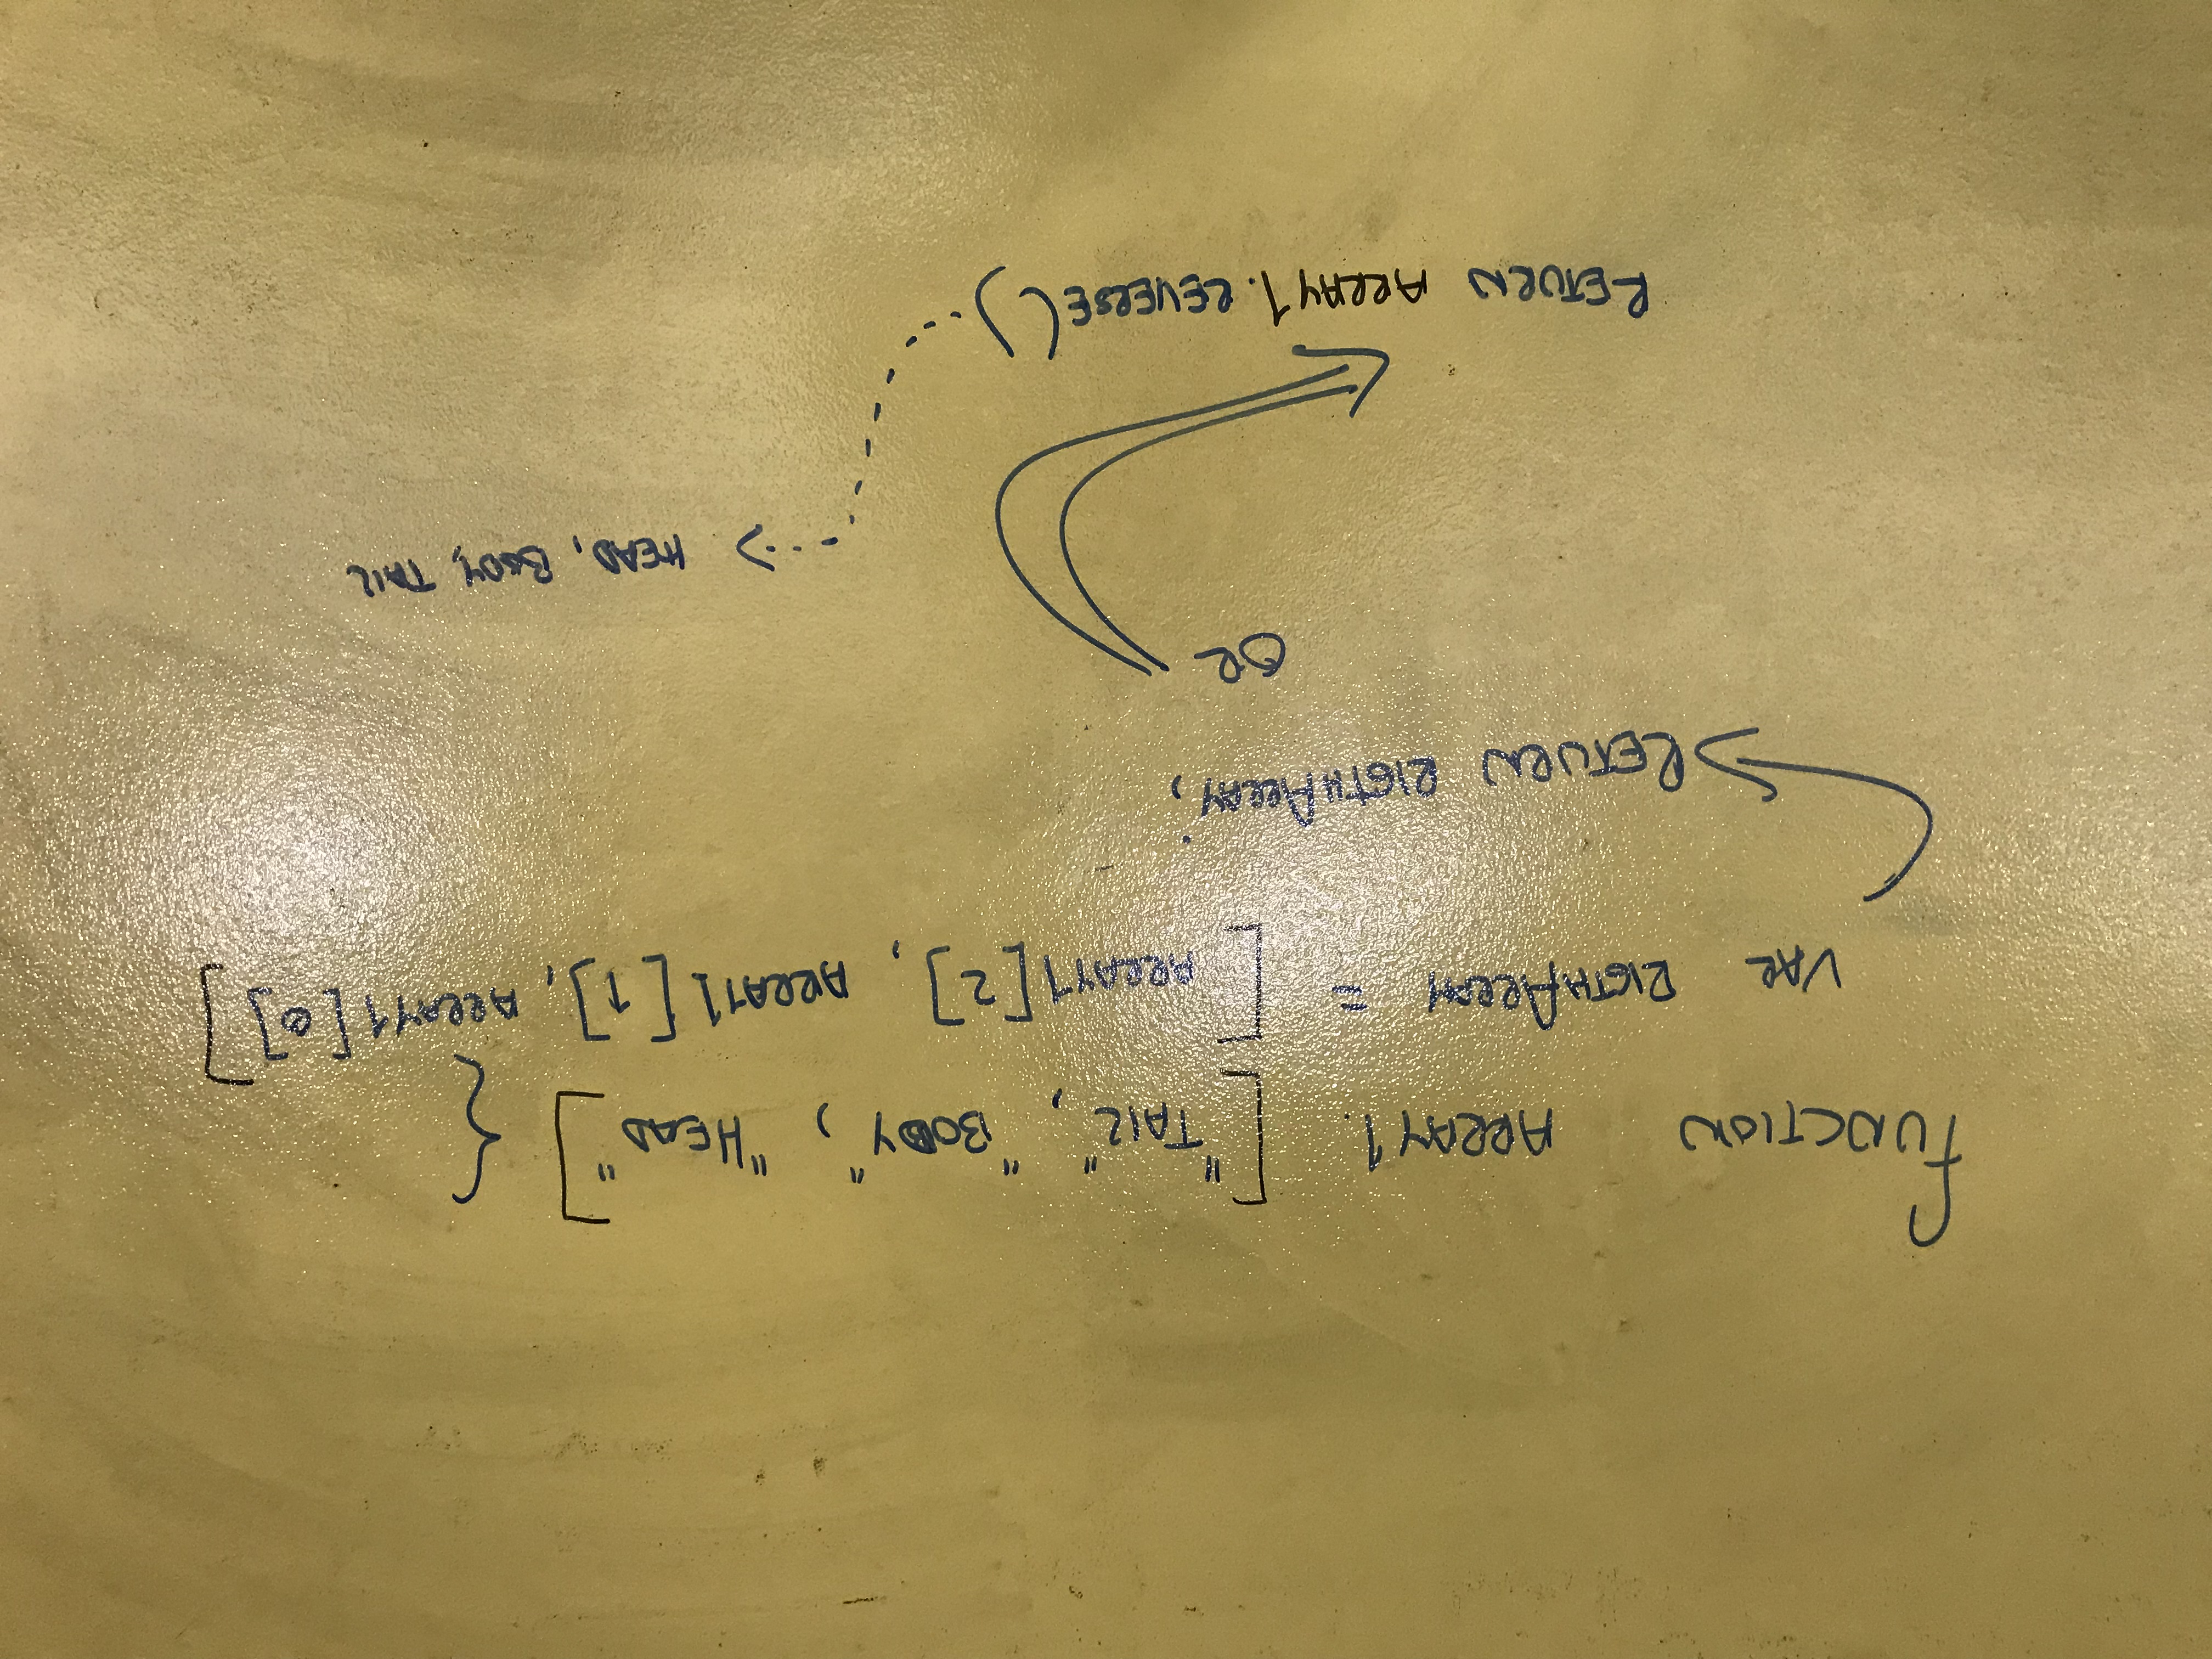 function ARRAY1. ["TAIL", "BODY", "HEAD"] {
VAR RIGTHARRAY = [ARRAY1[2], ARRAY1[1], ARRAY1[0]]
RETURN RIGTHARRAY;
OR
HEAD, BODY, TAIL
RETURN ARRAY1.REVERSE()